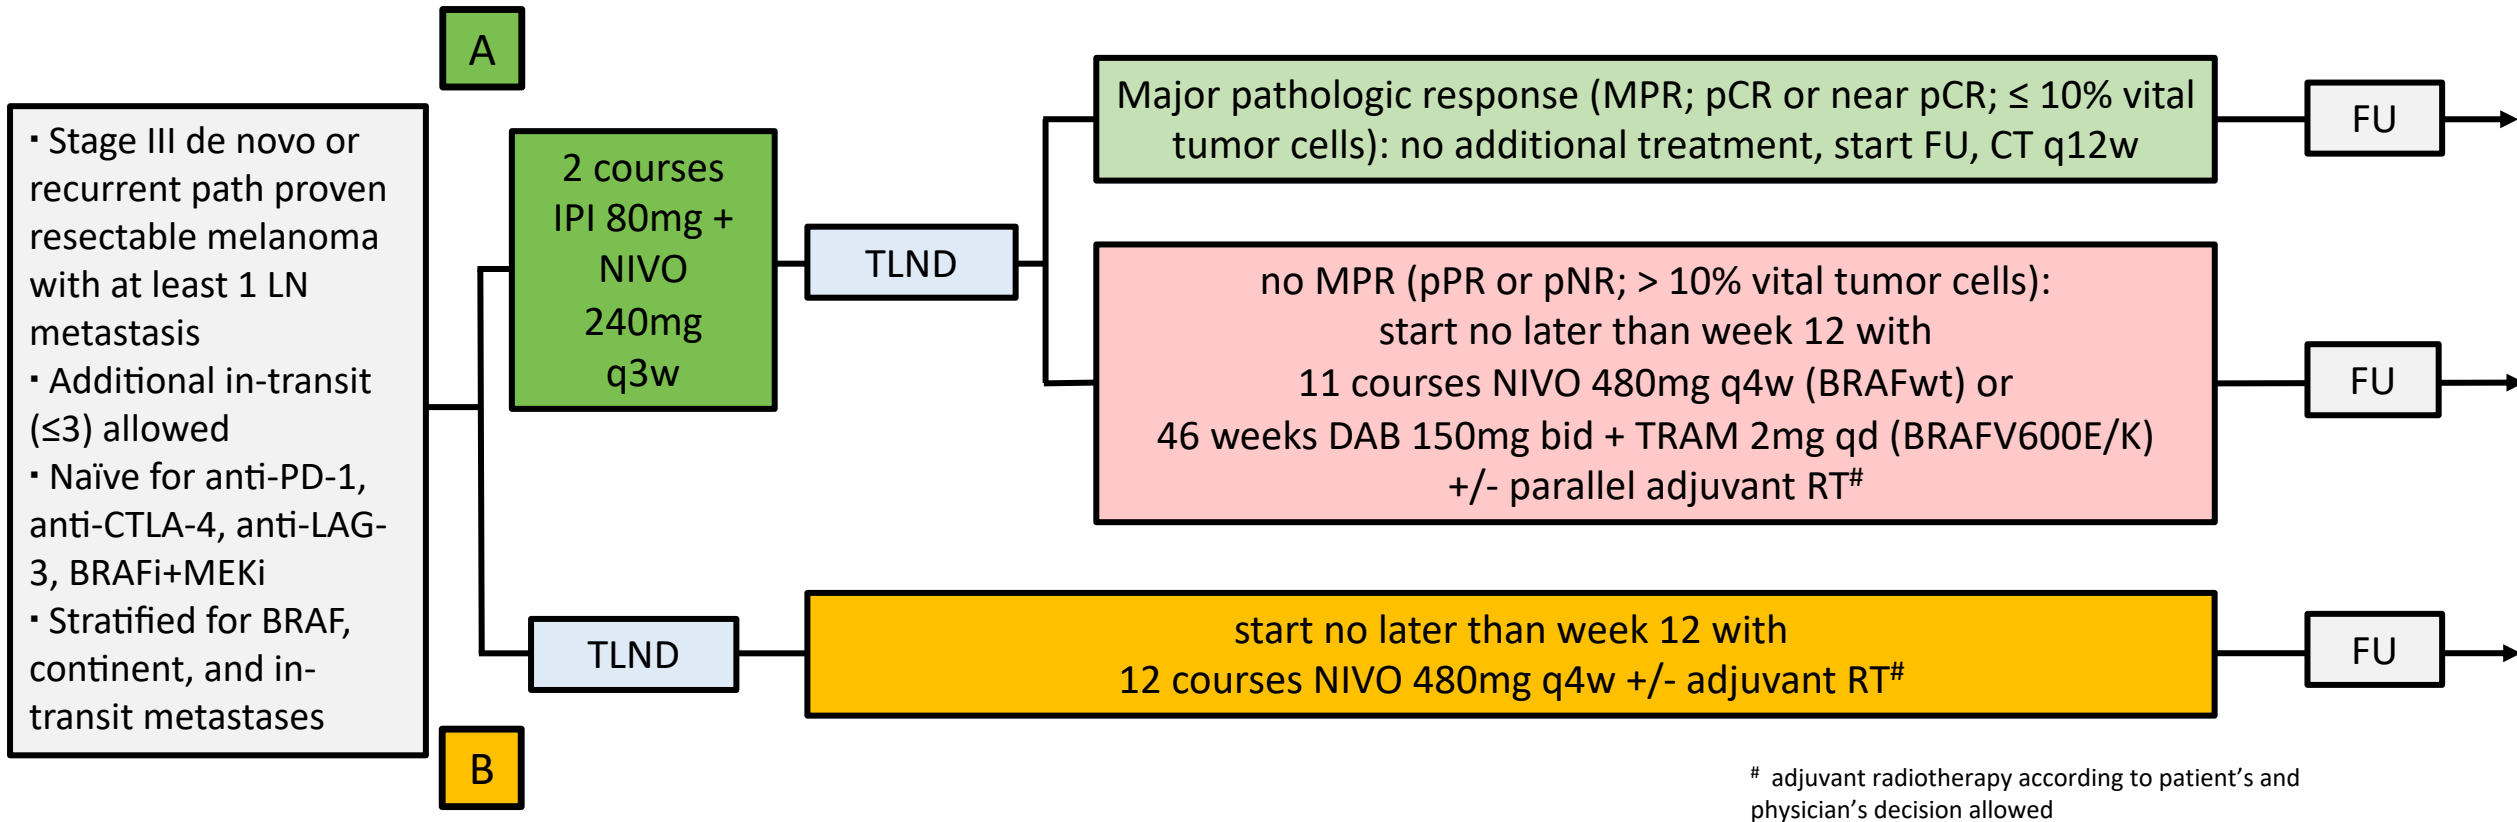 A
· Stage III de novo or
recurrent path proven
resectable melanoma
with at least 1 LN
metastasis
· Additional in-transit
(≤3) allowed
· Naïve for anti-PD-1,
anti-CTLA-4, anti-LAG-
3, BRAFi+MEKi
· Stratified for BRAF,
continent, and in-
transit metastases
2 courses
IPI 80mg +
NIVO
240mg
q3w
TLND
Major pathologic response (MPR; pCR or near pCR; ≤ 10% vital
tumor cells): no additional treatment, start FU, CT q12w
FU
no MPR (pPR or pNR; > 10% vital tumor cells):
start no later than week 12 with
11 courses NIVO 480mg q4w (BRAFwt) or
46 weeks DAB 150mg bid + TRAM 2mg qd (BRAFV600E/K)
+/- parallel adjuvant RT#
FU
B
TLND
start no later than week 12 with
12 courses NIVO 480mg q4w +/- adjuvant RT#
FU
# adjuvant radiotherapy according to patient’s and
physician’s decision allowed